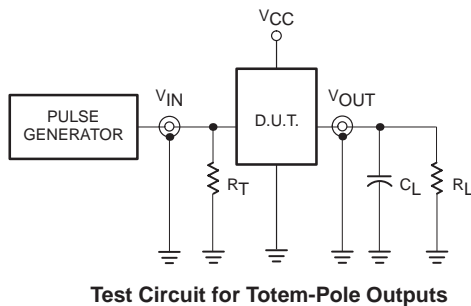 VCC
VIN
VOUT
PULSE
GENERATOR
D.U.T.
RT
CL
RL
Test Circuit for Totem-Pole Outputs